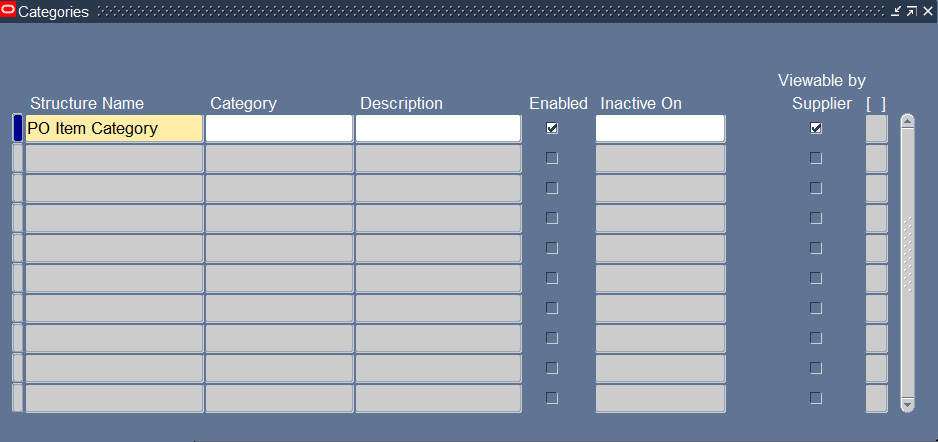 Categories
Viewable by
Structure Name Category Description Enabled Inactive On Supplier [ ]
PO Item Category